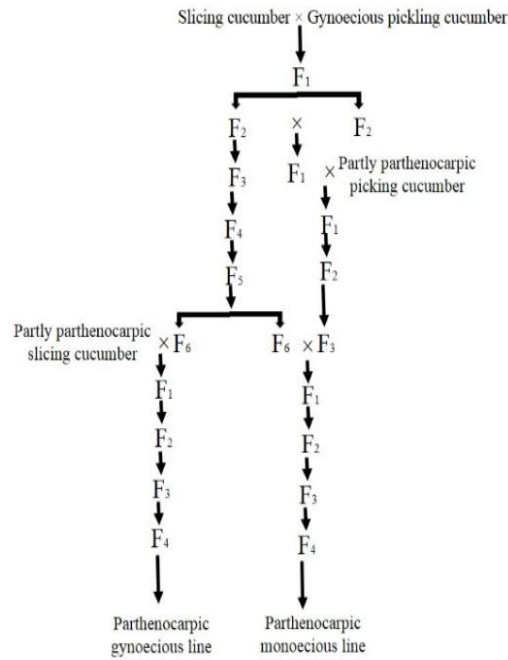 Slicing cucumber × Gynoecious pickling cucumber
F₁
F₂ × F₂
F₃ F₁ × Partly parthenocarpic
picking cucumber
F₄ F₁
F₅ F₂
Partly parthenocarpic
slicing cucumber
× F₆ F₆ × F₃
F₁ F₁
F₂ F₂
F₃ F₃
F₄ F₄
Parthenocarpic
gynoecious line
Parthenocarpic
monoecious line